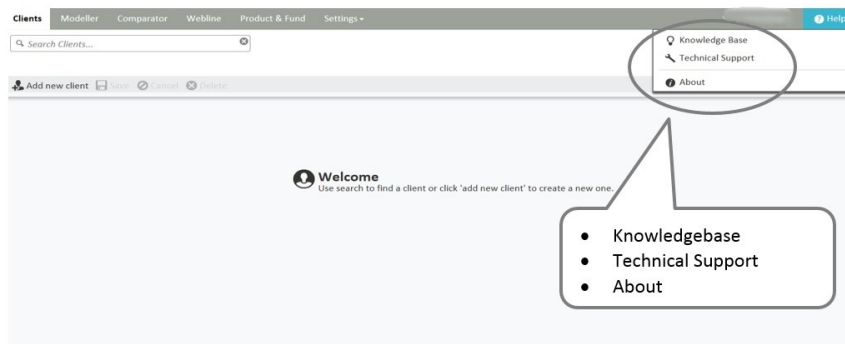 Clients Modeller Comparator Webline Product & Fund Settings Help
Search Clients...
Knowledge Base
Technical Support
About
Add new client Save Cancel Delete
Welcome
Use search to find a client or click 'add new client' to create a new one.
• Knowledgebase
• Technical Support
• About